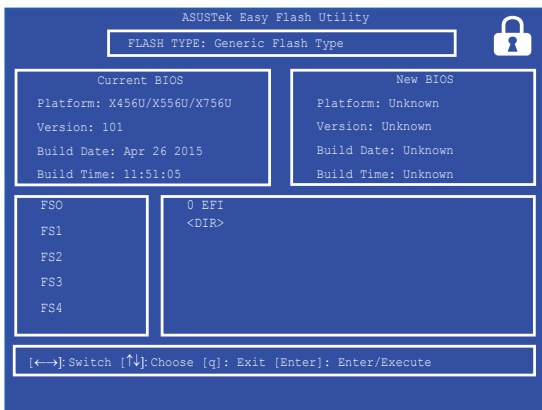 ASUSTek Easy Flash Utility
FLASH TYPE: Generic Flash Type
Current BIOS
Platform: X456U/X556U/X756U
Version: 101
Build Date: Apr 26 2015
Build Time: 11:51:05
New BIOS
Platform: Unknown
Version: Unknown
Build Date: Unknown
Build Time: Unknown
FSO
FS1
FS2
FS3
FS4
0 EFI
<DIR>
[←→]: Switch [↑↓]: Choose [q]: Exit [Enter]: Enter/Execute